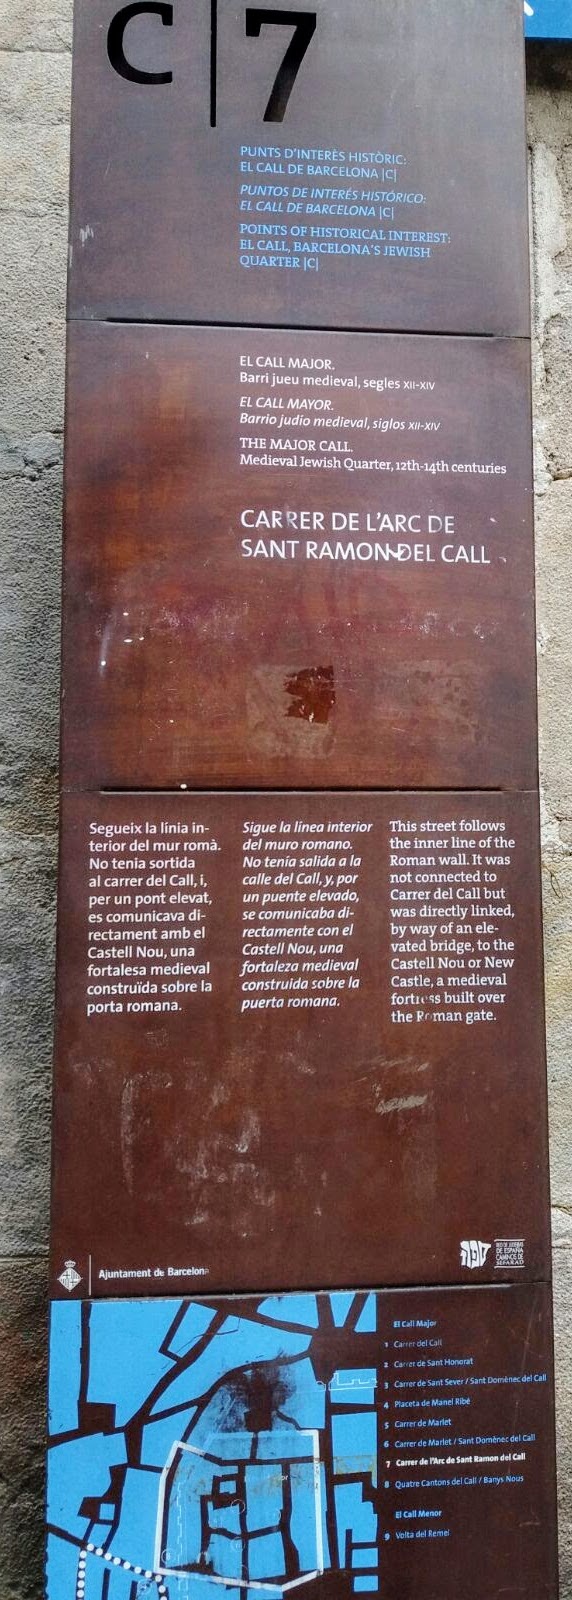 C 7
PUNTS D'INTERÈS HISTÒRIC:
EL CALL DE BARCELONA |C|
PUNTOS DE INTERÉS HISTÓRICO:
EL CALL DE BARCELONA |C|
POINTS OF HISTORICAL INTEREST:
EL CALL, BARCELONA'S JEWISH
QUARTER |C|
EL CALL MAJOR.
Barri jueu medieval, segles XII-XIV
EL CALL MAYOR.
Barrio judío medieval, siglos XII-XIV
THE MAJOR CALL.
Medieval Jewish Quarter, 12th-14th centuries
CARRER DE L'ARC DE
SANT RAMON DEL CALL
Segueix la línia in-
terior del mur romà.
No tenia sortida
al carrer del Call, i,
per un pont elevat,
es comunicava di-
rectament amb el
Castell Nou, una
fortalesa medieval
construïda sobre la
porta romana.
Sigue la línea interior
del muro romano.
No tenía salida a la
calle del Call, y, por
un puente elevado,
se comunicaba di-
rectamente con el
Castell Nou, una
fortaleza medieval
construida sobre la
puerta romana.
This street follows
the inner line of the
Roman wall. It was
not connected to
Carrer del Call but
was directly linked,
by way of an ele-
vated bridge, to the
Castell Nou or New
Castle, a medieval
fortress built over
the Roman gate.
Ajuntament de Barcelona
RED DE JUDERÍAS
DE ESPAÑA
CAMINOS DE
SEFARAD
El Call Major
1 Carrer del Call
2 Carrer de Sant Honorat
3 Carrer de Sant Sever / Sant Domènec del Call
4 Placeta de Manel Ribé
5 Carrer de Marlet
6 Carrer de Marlet / Sant Domènec del Call
7 Carrer de l'Arc de Sant Ramon del Call
8 Quatre Cantons del Call / Banys Nous
El Call Menor
9 Volta del Remei